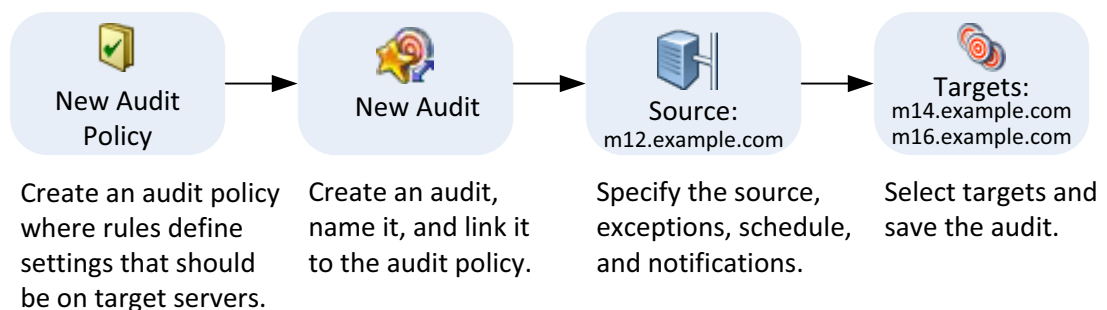 New Audit
Policy
New Audit
Source:
m12.example.com
Targets:
m14.example.com
m16.example.com
Create an audit policy
where rules define
settings that should
be on target servers.
Create an audit,
name it, and link it
to the audit policy.
Specify the source,
exceptions, schedule,
and notifications.
Select targets and
save the audit.